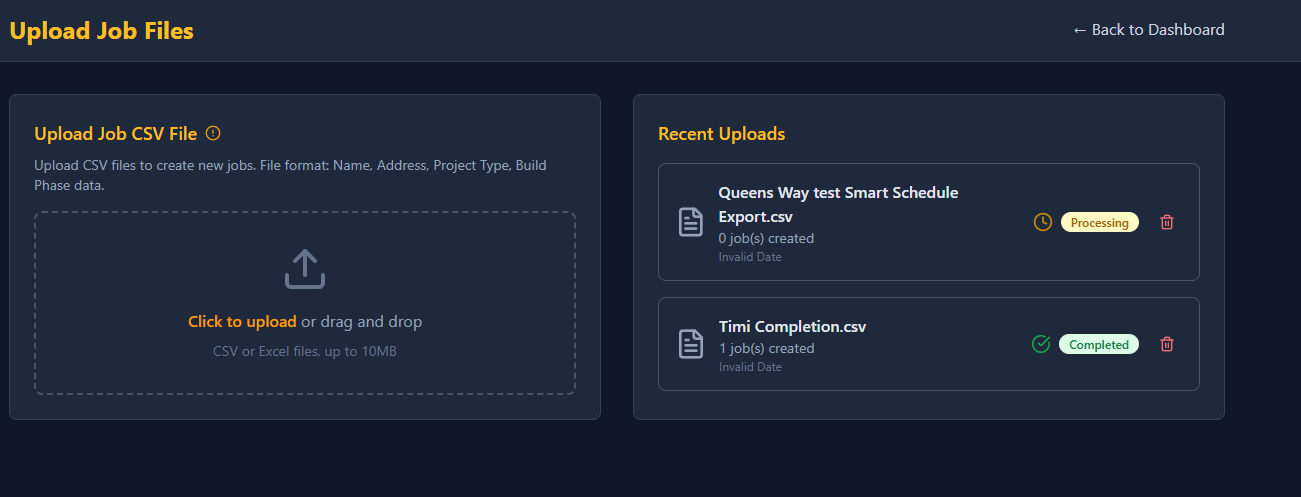 Upload Job Files
← Back to Dashboard
Upload Job CSV File
Upload CSV files to create new jobs. File format: Name, Address, Project Type, Build
Phase data.
Click to upload or drag and drop
CSV or Excel files, up to 10MB
Recent Uploads
Queens Way test Smart Schedule
Export.csv
0 job(s) created
Invalid Date
Processing
Timi Completion.csv
1 job(s) created
Invalid Date
Completed